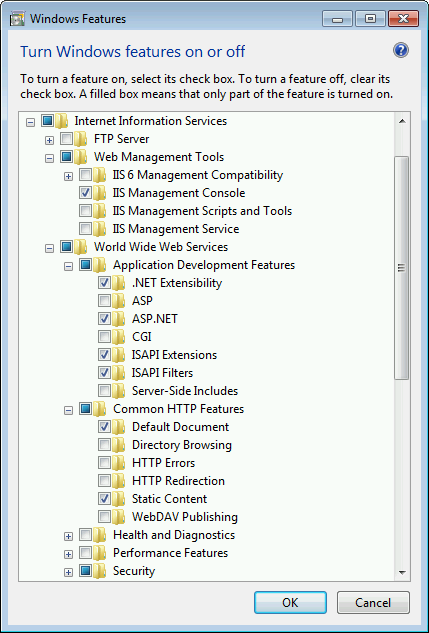 Windows Features
Turn Windows features on or off
To turn a feature on, select its check box. To turn a feature off, clear its
check box. A filled box means that only part of the feature is turned on.
Internet Information Services
FTP Server
Web Management Tools
IIS 6 Management Compatibility
IIS Management Console
IIS Management Scripts and Tools
IIS Management Service
World Wide Web Services
Application Development Features
.NET Extensibility
ASP
ASP.NET
CGI
ISAPI Extensions
ISAPI Filters
Server-Side Includes
Common HTTP Features
Default Document
Directory Browsing
HTTP Errors
HTTP Redirection
Static Content
WebDAV Publishing
Health and Diagnostics
Performance Features
Security
OK Cancel